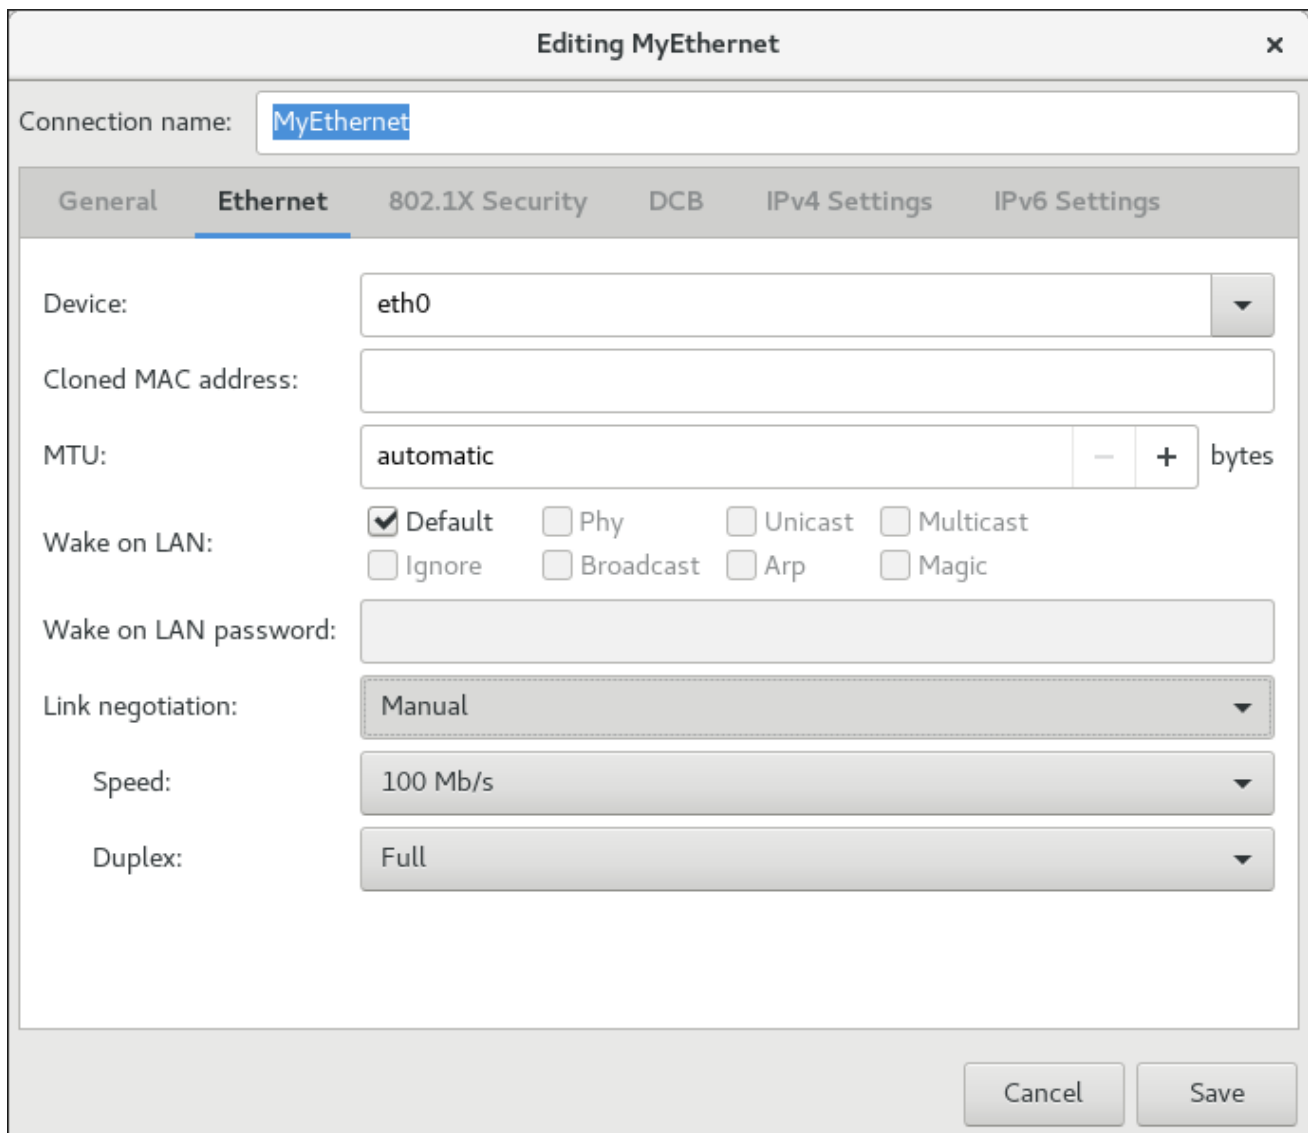 Editing MyEthernet
Connection name: MyEthernet
General Ethernet 802.1X Security DCB IPv4 Settings IPv6 Settings
Device: eth0
Cloned MAC address:
MTU: automatic − + bytes
Wake on LAN:
Default Phy Unicast Multicast
Ignore Broadcast Arp Magic
Wake on LAN password:
Link negotiation: Manual
Speed: 100 Mb/s
Duplex: Full
Cancel Save